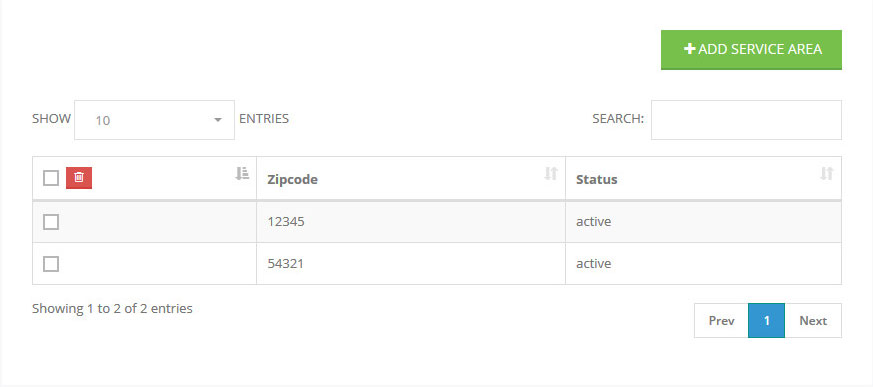 +ADD SERVICE AREA
SHOW 10 ENTRIES SEARCH:
Zipcode Status
12345 active
54321 active
Showing 1 to 2 of 2 entries
Prev 1 Next